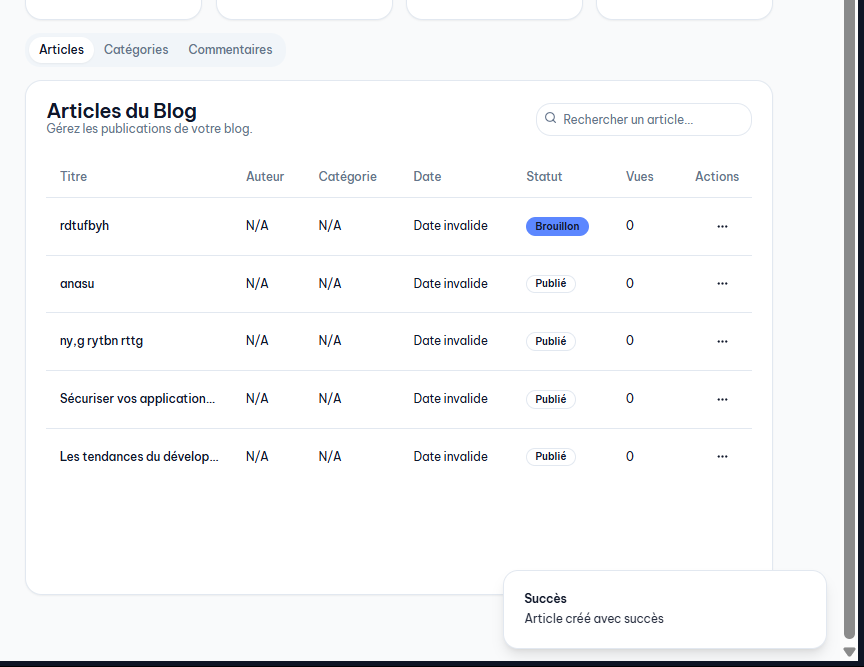 Articles Catégories Commentaires
Articles du Blog
Gérez les publications de votre blog.
Rechercher un article...
Titre Auteur Catégorie Date Statut Vues Actions
rdtufbyh N/A N/A Date invalide Brouillon 0 ...
anasu N/A N/A Date invalide Publié 0 ...
ny,g rytbn rttg N/A N/A Date invalide Publié 0 ...
Sécuriser vos application... N/A N/A Date invalide Publié 0 ...
Les tendances du dévelop... N/A N/A Date invalide Publié 0 ...
Succès
Article créé avec succès